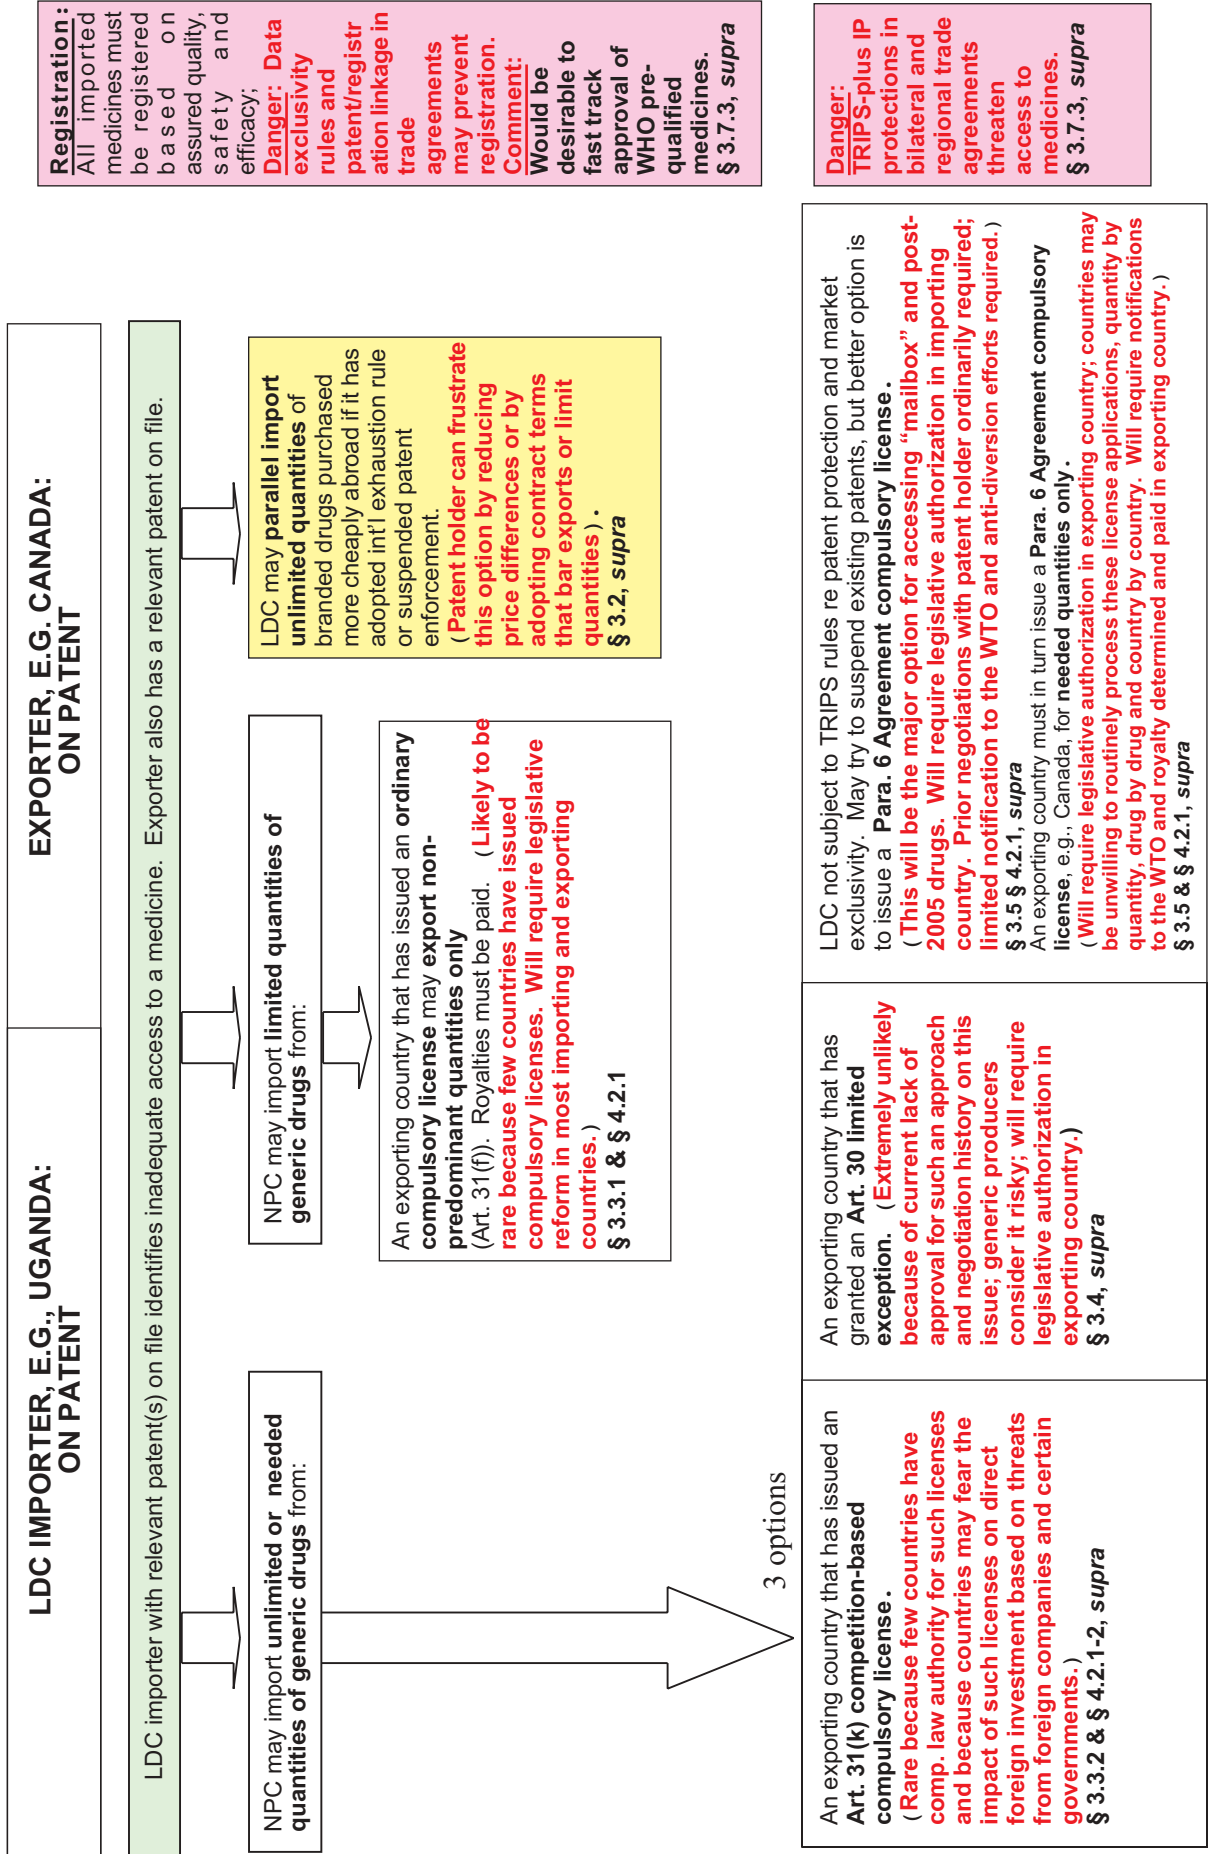 LDC IMPORTER, E.G., UGANDA:
ON PATENT
EXPORTER, E.G. CANADA:
ON PATENT
LDC importer with relevant patent(s) on file identifies inadequate access to a medicine.  Exporter also has a relevant patent on file.
NPC may import unlimited or  needed
quantities of generic drugs from:
NPC may import limited quantities of
generic drugs from:
An exporting country that has issued an ordinary
compulsory license may export non-
predominant quantities only
(Art. 31(f)).  Royalties must be paid.  (Likely to be
rare because few countries have issued
compulsory licenses.  Will require legislative
reform in most importing and exporting
countries.)
§ 3.3.1 & § 4.2.1
LDC may parallel import
unlimited quantities of
branded drugs purchased
more cheaply abroad if it has
adopted int'l exhaustion rule
or suspended patent
enforcement.
(Patent holder can frustrate
this option by reducing
price differences or by
adopting contract terms
that bar exports or limit
quantities).
§ 3.2, supra
3 options
An exporting country that has issued an
Art. 31(k) competition-based
compulsory license.
(Rare because few countries have
comp. law authority for such licenses
and because countries may fear the
impact of such licenses on direct
foreign investment based on threats
from foreign companies and certain
governments.)
§ 3.3.2 & § 4.2.1-2, supra
An exporting country that has
granted an Art. 30 limited
exception.  (Extremely unlikely
because of current lack of
approval for such an approach
and negotiation history on this
issue; generic producers
consider it risky; will require
legislative authorization in
exporting country.)
§ 3.4, supra
LDC not subject to TRIPS rules re patent protection and market
exclusivity.  May try to suspend existing patents, but better option is
to issue a Para. 6 Agreement compulsory license.
(This will be the major option for accessing “mailbox” and post-
2005 drugs.  Will require legislative authorization in importing
country.  Prior negotiations with patent holder ordinarily required;
limited notification to the WTO and anti-diversion efforts required.)
§ 3.5 § 4.2.1, supra
An exporting country must in turn issue a Para. 6 Agreement compulsory
license, e.g., Canada, for needed quantities only.
(Will require legislative authorization in exporting country; countries may
be unwilling to routinely process these license applications, quantity by
quantity, drug by drug and country by country.  Will require notifications
to the WTO and royalty determined and paid in exporting country.)
§ 3.5 & § 4.2.1, supra
Registration:
All imported
medicines must
be registered
based on
assured quality,
safety and
efficacy;
Danger: Data
exclusivity
rules and
patent/registr
ation linkage in
trade
agreements
may prevent
registration.
Comment:
Would be
desirable to
fast track
approval of
WHO pre-
qualified
medicines.
§ 3.7.3, supra
Danger:
TRIPS-plus IP
protections in
bilateral and
regional trade
agreements
threaten
access to
medicines.
§ 3.7.3, supra